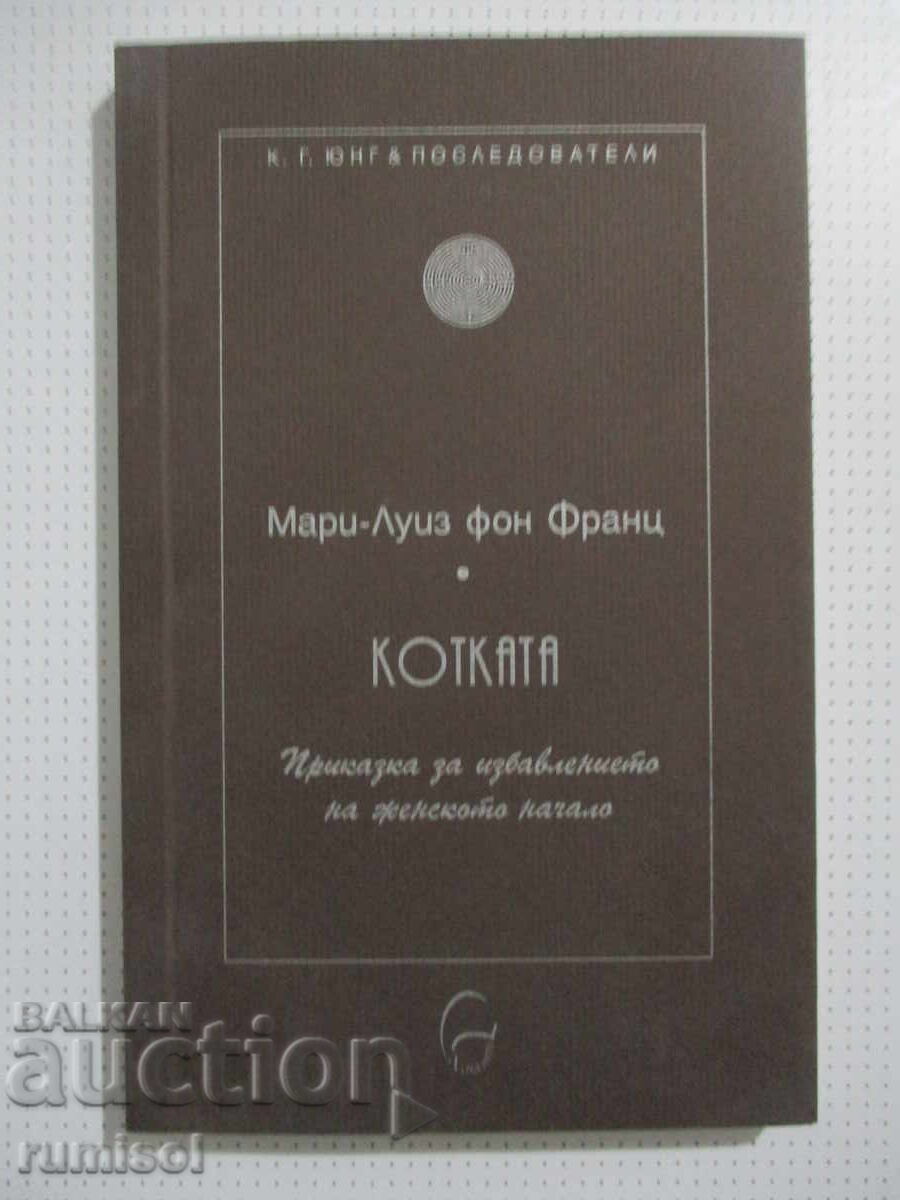 К. Г. ЮНГ & ПОСЛЕДОВАТЕЛИ
Мари-Луиз фон Франц
•
КОТКАТА
Приказка за избавлението
на женското начало
BALKAN
auction
rumisol